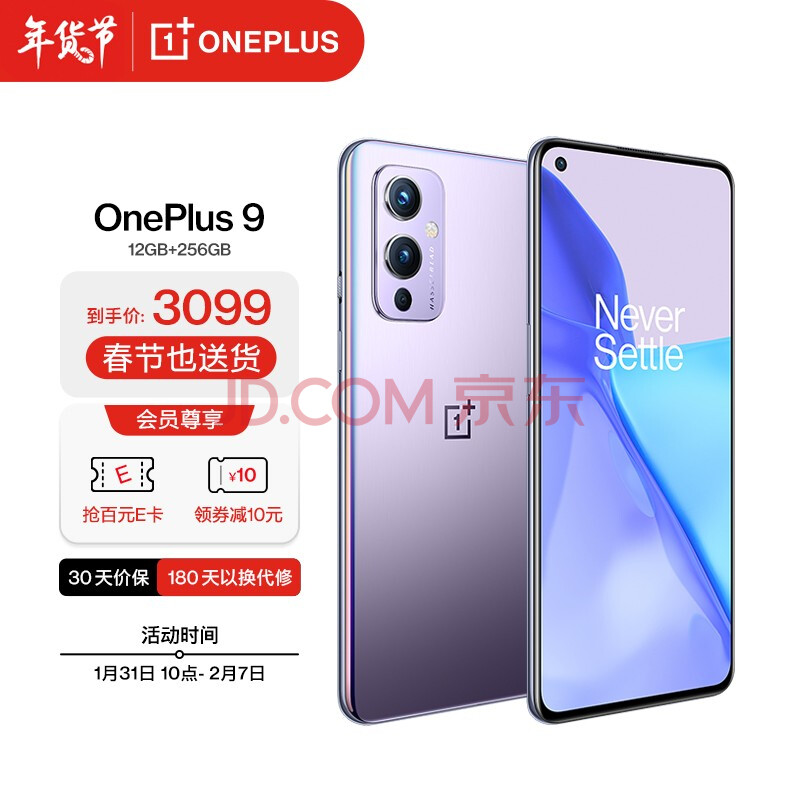 年货节
1+ ONEPLUS
OnePlus 9
12GB+256GB
到手价: 3099
春节也送货
会员尊享
E
¥10
抢百元E卡
领券减10元
30天价保
180天以换代修
活动时间
1月31日 10点- 2月7日
HASSELBLAD
1+
Never
Settle
JD.COM 京东